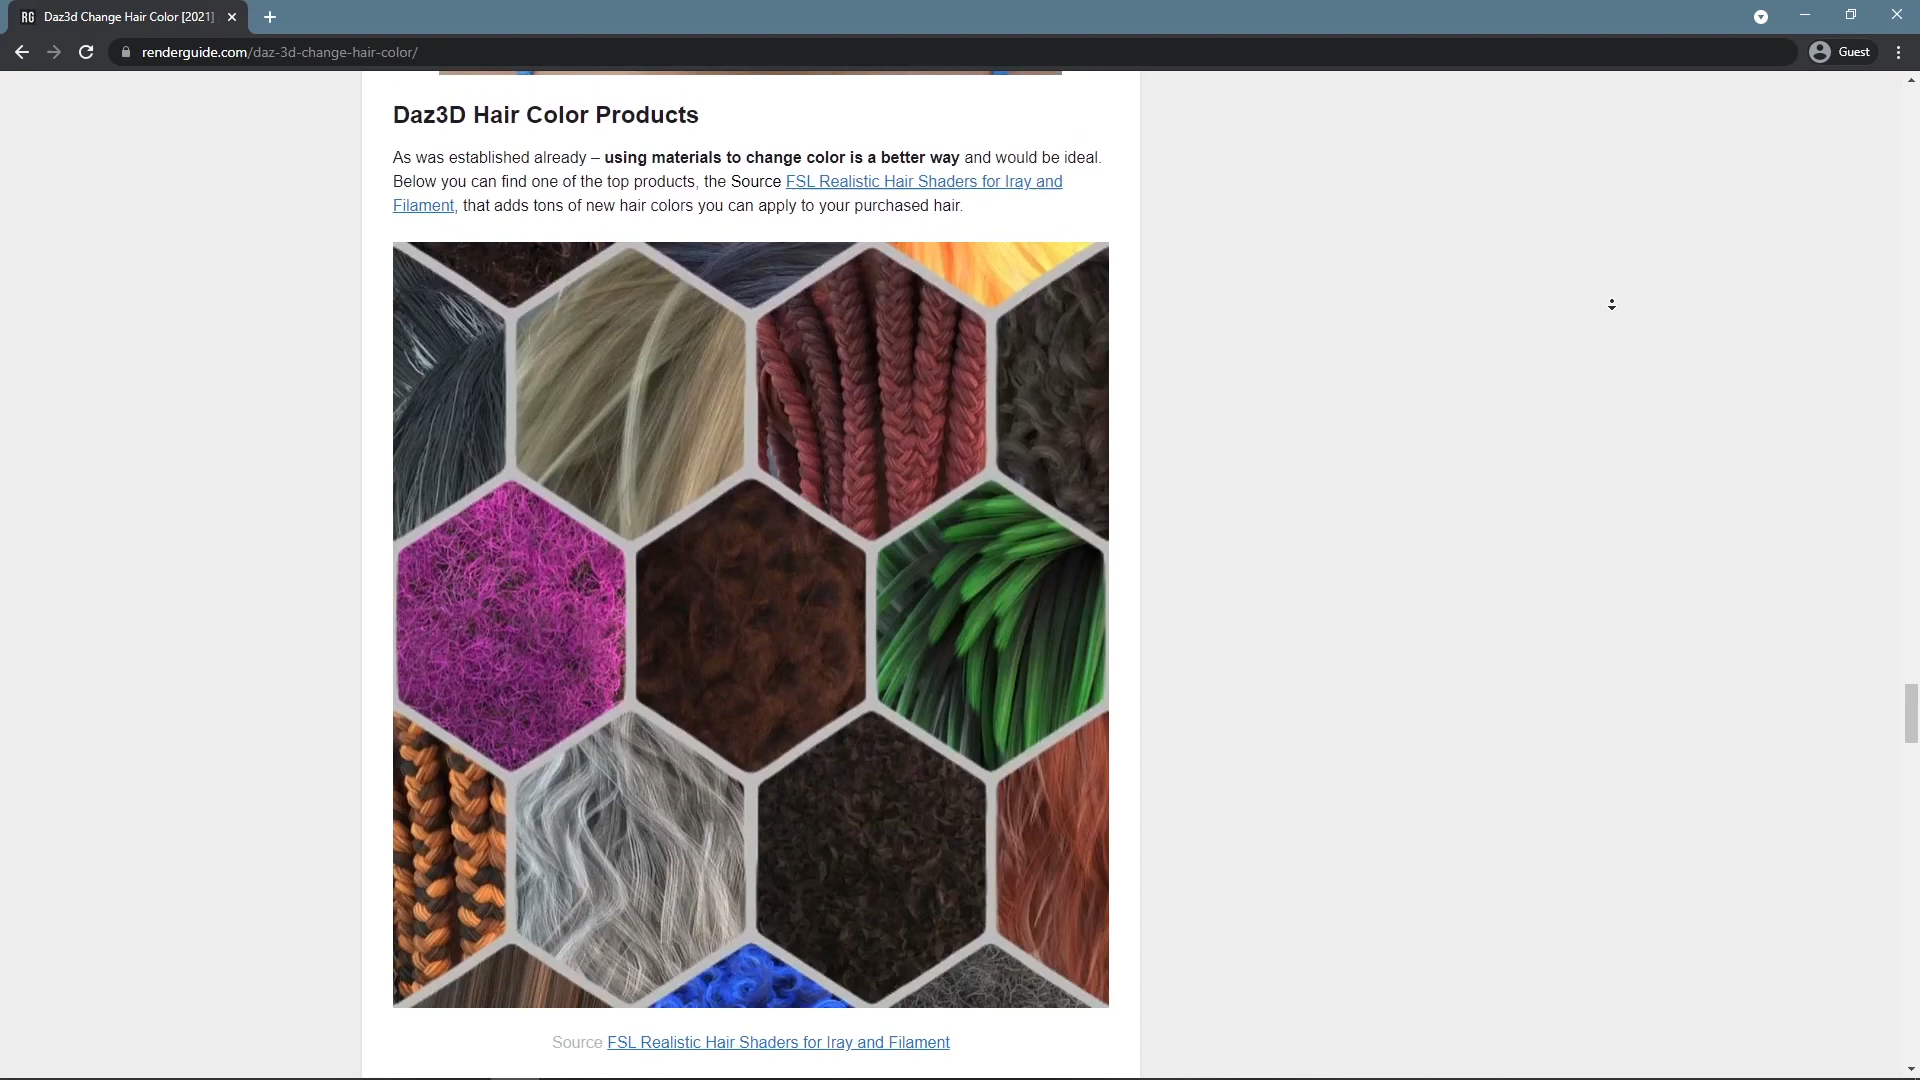 RG Daz3d Change Hair Color [2021]
renderguide.com/daz-3d-change-hair-color/
Guest
Daz3D Hair Color Products
As was established already – using materials to change color is a better way and would be ideal.
Below you can find one of the top products, the Source FSL Realistic Hair Shaders for Iray and
Filament, that adds tons of new hair colors you can apply to your purchased hair.
Source FSL Realistic Hair Shaders for Iray and Filament